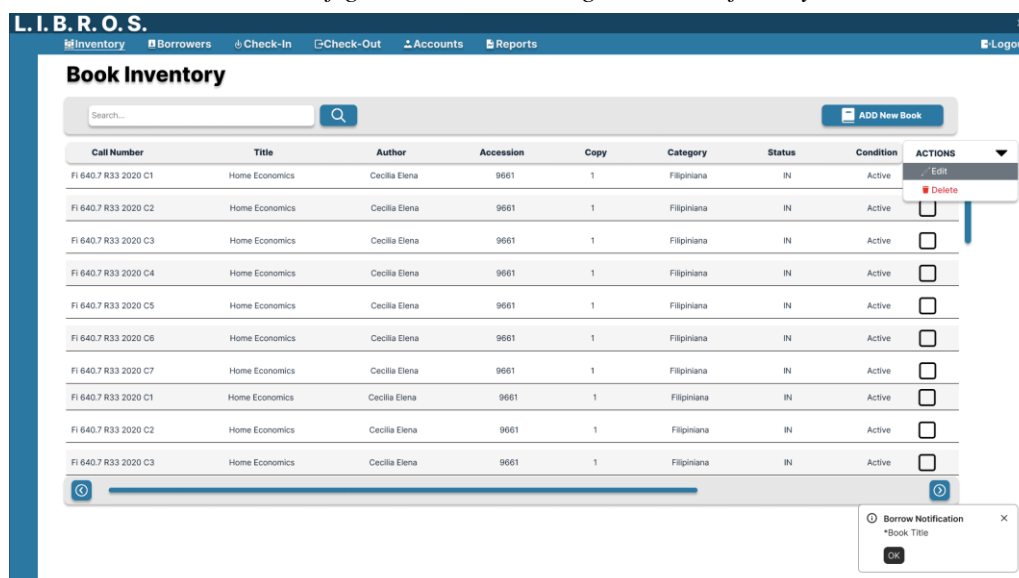 L. I. B. R. O. S.
Inventory Borrowers Check-In Check-Out Accounts Reports
Book Inventory
Search... ADD New Book
Call Number Title Author Accession Copy Category Status Condition ACTIONS
Fi 640.7 R33 2020 C1 Home Economics Cecilia Elena 9661 1 Filipiniana IN Active Edit
Delete
Fi 640.7 R33 2020 C2 Home Economics Cecilia Elena 9661 1 Filipiniana IN Active
Fi 640.7 R33 2020 C3 Home Economics Cecilia Elena 9661 1 Filipiniana IN Active
Fi 640.7 R33 2020 C4 Home Economics Cecilia Elena 9661 1 Filipiniana IN Active
Fi 640.7 R33 2020 C5 Home Economics Cecilia Elena 9661 1 Filipiniana IN Active
Fi 640.7 R33 2020 C6 Home Economics Cecilia Elena 9661 1 Filipiniana IN Active
Fi 640.7 R33 2020 C7 Home Economics Cecilia Elena 9661 1 Filipiniana IN Active
Fi 640.7 R33 2020 C1 Home Economics Cecilia Elena 9661 1 Filipiniana IN Active
Fi 640.7 R33 2020 C2 Home Economics Cecilia Elena 9661 1 Filipiniana IN Active
Fi 640.7 R33 2020 C3 Home Economics Cecilia Elena 9661 1 Filipiniana IN Active
Borrow Notification
*Book Title
OK